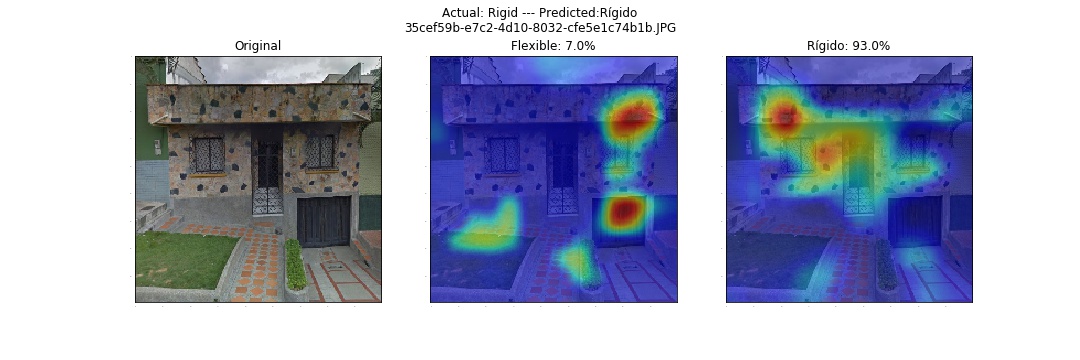 Actual: Rigid --- Predicted:Rígido
35cef59b-e7c2-4d10-8032-cfe5e1c74b1b.JPG
Original
Flexible: 7.0%
Rígido: 93.0%